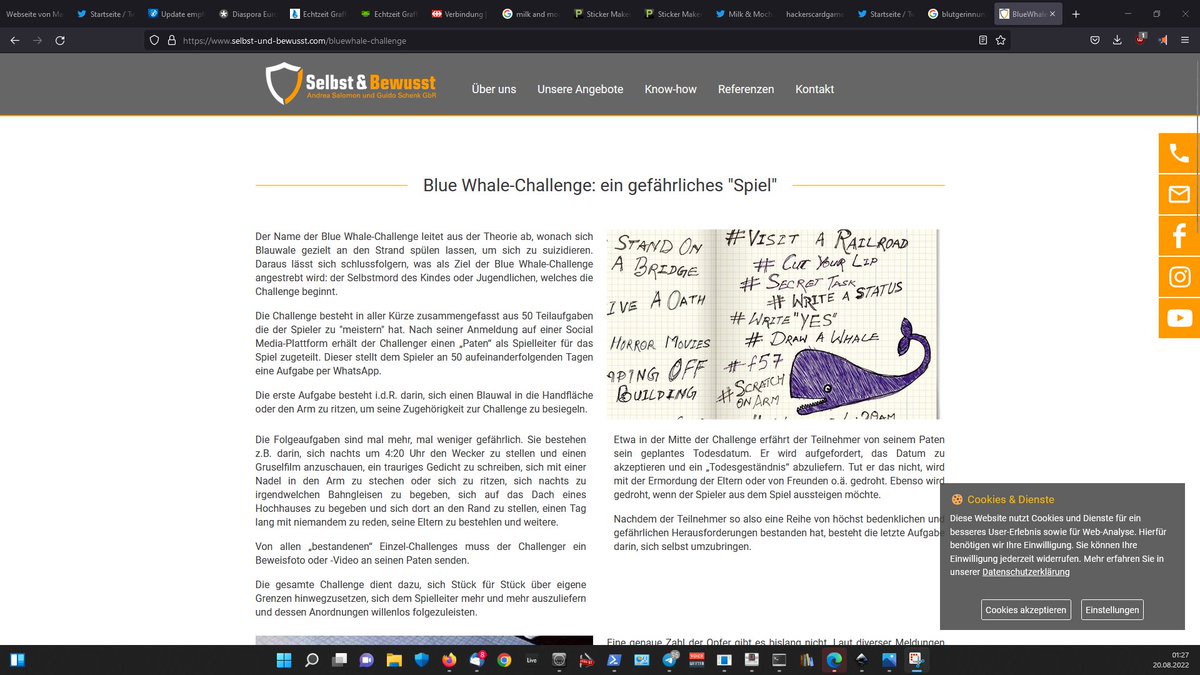 Webseite von Ma
Startseite / Tw
Update emp
Diaspora Eur
Echtzeit Graf
Echtzeit Graf
Verbindung
milk and mo
Sticker Make
Sticker Make
Milk & Moch
hackerscardgame
Startseite / Tw
blutgerinnun
BlueWhale
https://www.selbst-und-bewusst.com/bluewhale-challenge
Selbst & Bewusst
Andrea Salomon und Guido Schenk GbR
Über uns
Unsere Angebote
Know-how
Referenzen
Kontakt
Blue Whale-Challenge: ein gefährliches "Spiel"
Der Name der Blue Whale-Challenge leitet aus der Theorie ab, wonach sich
Blauwale gezielt an den Strand spülen lassen, um sich zu suizidieren.
Daraus lässt sich schlussfolgern, was als Ziel der Blue Whale-Challenge
angestrebt wird: der Selbstmord des Kindes oder Jugendlichen, welches die
Challenge beginnt.
Die Challenge besteht in aller Kürze zusammengefasst aus 50 Teilaufgaben
die der Spieler zu "meistern" hat. Nach seiner Anmeldung auf einer Social
Media-Plattform erhält der Challenger einen „Paten“ als Spielleiter für das
Spiel zugeteilt. Dieser stellt dem Spieler an 50 aufeinanderfolgenden Tagen
eine Aufgabe per WhatsApp.
Die erste Aufgabe besteht i.d.R. darin, sich einen Blauwal in die Handfläche
oder den Arm zu ritzen, um seine Zugehörigkeit zur Challenge zu besiegeln.
STAND ON
A BRIDGE
IVE A OATH
HORROR MOVIES
PING OFF
BUILDING
# VISIT A RAILROAD
# CUT YOUR LIP
# SECRET TASK
# WRITE A STATUS
# WRITE "YES"
# DRAW A WHALE
# f57
# SCRATCH
ON ARM
Die Folgeaufgaben sind mal mehr, mal weniger gefährlich. Sie bestehen
z.B. darin, sich nachts um 4:20 Uhr den Wecker zu stellen und einen
Gruselfilm anzuschauen, ein trauriges Gedicht zu schreiben, sich mit einer
Nadel in den Arm zu stechen oder sich zu ritzen, sich nachts zu
irgendwelchen Bahngleisen zu begeben, sich auf das Dach eines
Hochhauses zu begeben und sich dort an den Rand zu stellen, einen Tag
lang mit niemandem zu reden, seine Eltern zu bestehlen und weitere.
Von allen „bestandenen“ Einzel-Challenges muss der Challenger ein
Beweisfoto oder -Video an seinen Paten senden.
Die gesamte Challenge dient dazu, sich Stück für Stück über eigene
Grenzen hinwegzusetzen, sich dem Spielleiter mehr und mehr auszuliefern
und dessen Anordnungen willenlos folgezuleisten.
Etwa in der Mitte der Challenge erfährt der Teilnehmer von seinem Paten
sein geplantes Todesdatum. Er wird aufgefordert, das Datum zu
akzeptieren und ein „Todesgeständnis“ abzuliefern. Tut er das nicht, wird
mit der Ermordung der Eltern oder von Freunden o.ä. gedroht. Ebenso wird
gedroht, wenn der Spieler aus dem Spiel aussteigen möchte.
Nachdem der Teilnehmer so also eine Reihe von höchst bedenklichen und
gefährlichen Herausforderungen bestanden hat, besteht die letzte Aufgabe
darin, sich selbst umzubringen.
Eine genaue Zahl der Opfer gibt es bislang nicht. Laut diverser Meldungen
Cookies & Dienste
Diese Website nutzt Cookies und Dienste für ein
besseres User-Erlebnis sowie für Web-Analyse. Hierfür
benötigen wir Ihre Einwilligung. Sie können Ihre
Einwilligung jederzeit widerrufen. Mehr erfahren Sie in
unserer Datenschutzerklärung
Cookies akzeptieren
Einstellungen
01:27
20.08.2022